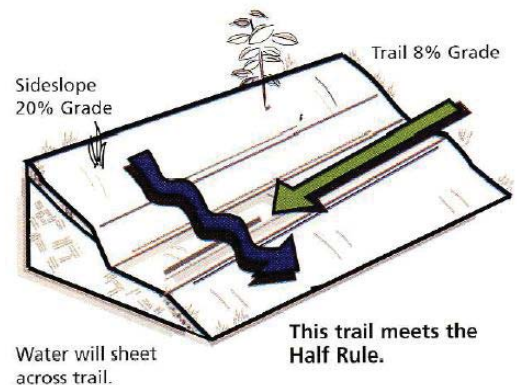 Trail 8% Grade
Sideslope
20% Grade
This trail meets the
Half Rule.
Water will sheet
across trail.